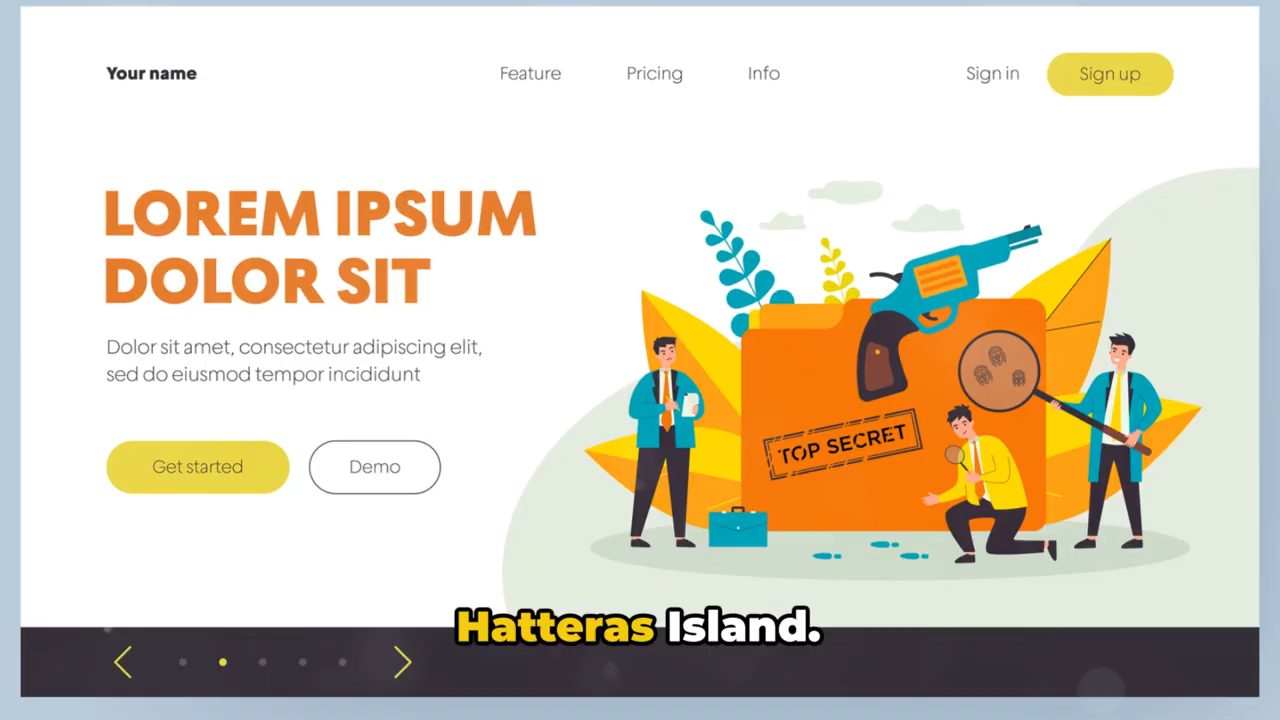 Your name
Feature
Pricing
Info
Sign in
Sign up
LOREM IPSUM
DOLOR SIT
Dolor sit amet, consectetur adipiscing elit,
sed do eiusmod tempor incididunt
Get started
Demo
TOP SECRET
Hatteras Island.